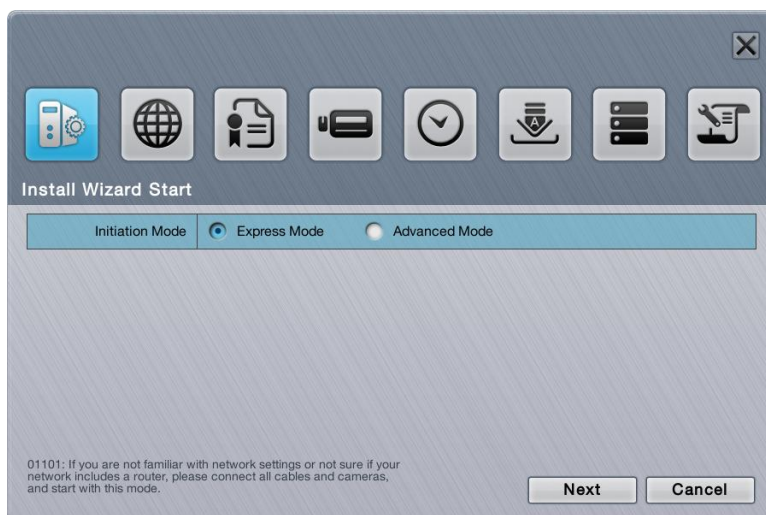 Install Wizard Start
Initiation Mode
Express Mode
Advanced Mode
01101: If you are not familiar with network settings or not sure if your
network includes a router, please connect all cables and cameras,
and start with this mode.
Next
Cancel